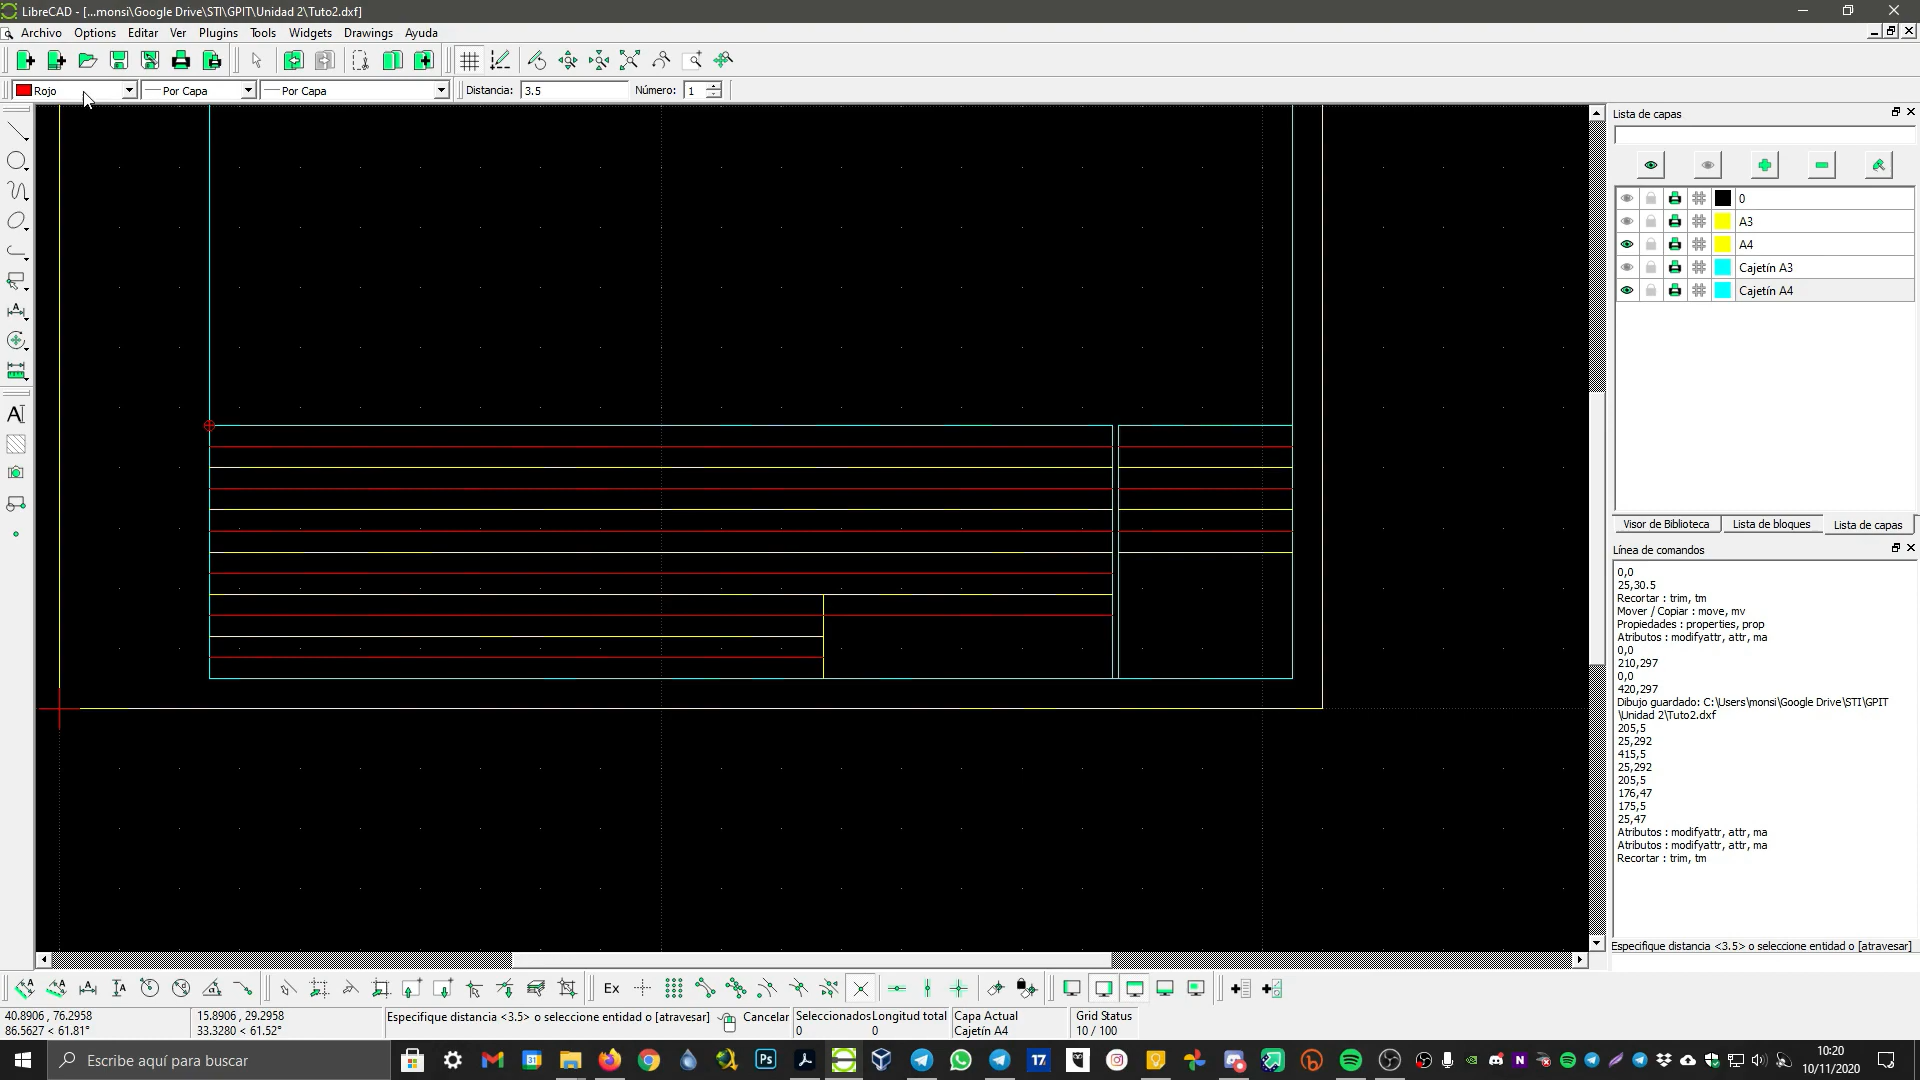 LibreCAD - [...monsi\Google Drive\STI\GPIT\Unidad 2\Tuto2.dxf]
Archivo Options Editar Ver Plugins Tools Widgets Drawings Ayuda
Rojo Por Capa Por Capa Distancia: 3.5 Número: 1
Lista de capas
0
A3
A4
Cajetín A3
Cajetín A4
Visor de Biblioteca Lista de bloques Lista de capas
Línea de comandos
0,0
25,30.5
Recortar : trim, tm
Mover / Copiar : move, mv
Propiedades : properties, prop
Atributos : modifyattr, attr, ma
0,0
210,297
0,0
420,297
Dibujo guardado: C:\Users\monsi\Google Drive\STI\GPIT
\Unidad 2\Tuto2.dxf
205,5
25,292
415,5
25,292
205,5
176,47
175,5
25,47
Atributos : modifyattr, attr, ma
Atributos : modifyattr, attr, ma
Recortar : trim, tm
Especifique distancia <3.5> o seleccione entidad o [atravesar]
Ex
40.8906 , 76.2958 15.8906 , 29.2958 Especifique distancia <3.5> o seleccione entidad o [atravesar] Cancelar Seleccionados Longitud total Capa Actual Grid Status
86.5627 < 61.81° 33.3280 < 61.52° 0 0 Cajetín A4 10 / 100
Escribe aquí para buscar
10:20
10/11/2020